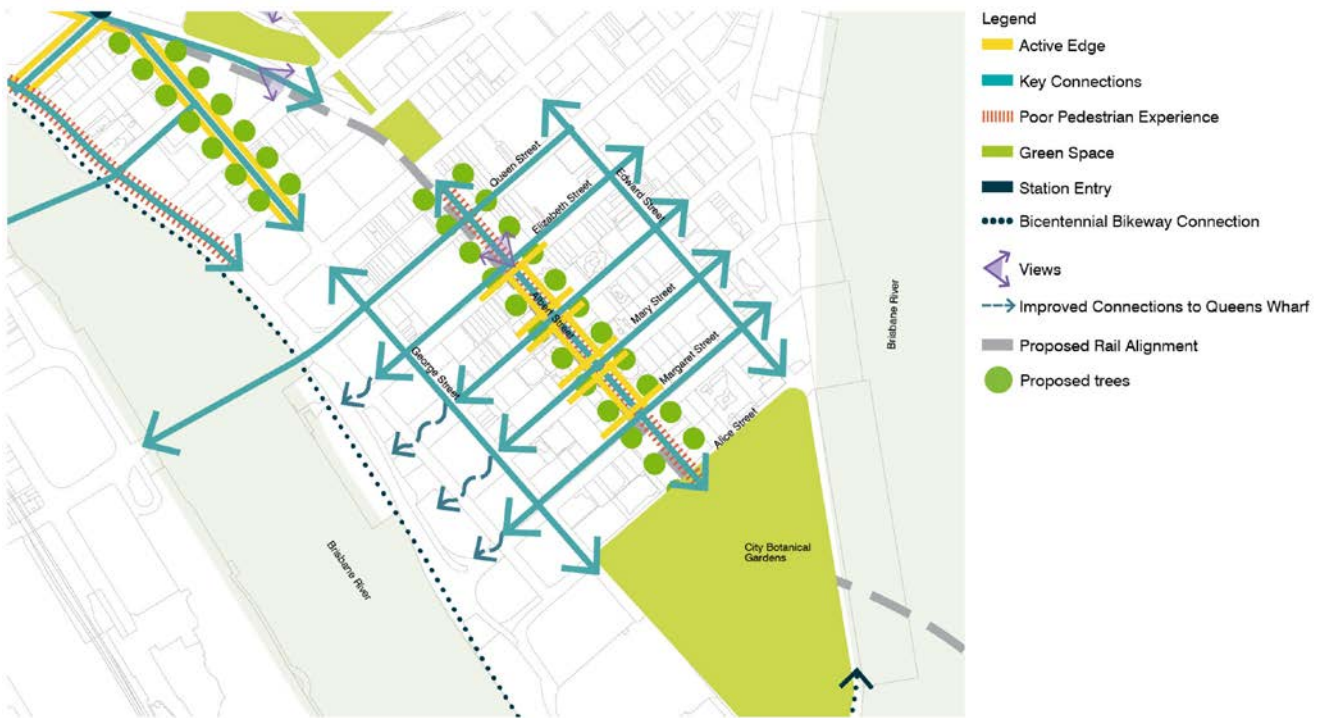 Legend
Active Edge
Key Connections
Poor Pedestrian Experience
Green Space
Station Entry
Bicentennial Bikeway Connection
Views
Improved Connections to Queens Wharf
Proposed Rail Alignment
Proposed trees
Queen Street
Elizabeth Street
Edward Street
Albert Street
Mary Street
Margaret Street
George Street
Alice Street
Brisbane River
City Botanical
Gardens
Brisbane River